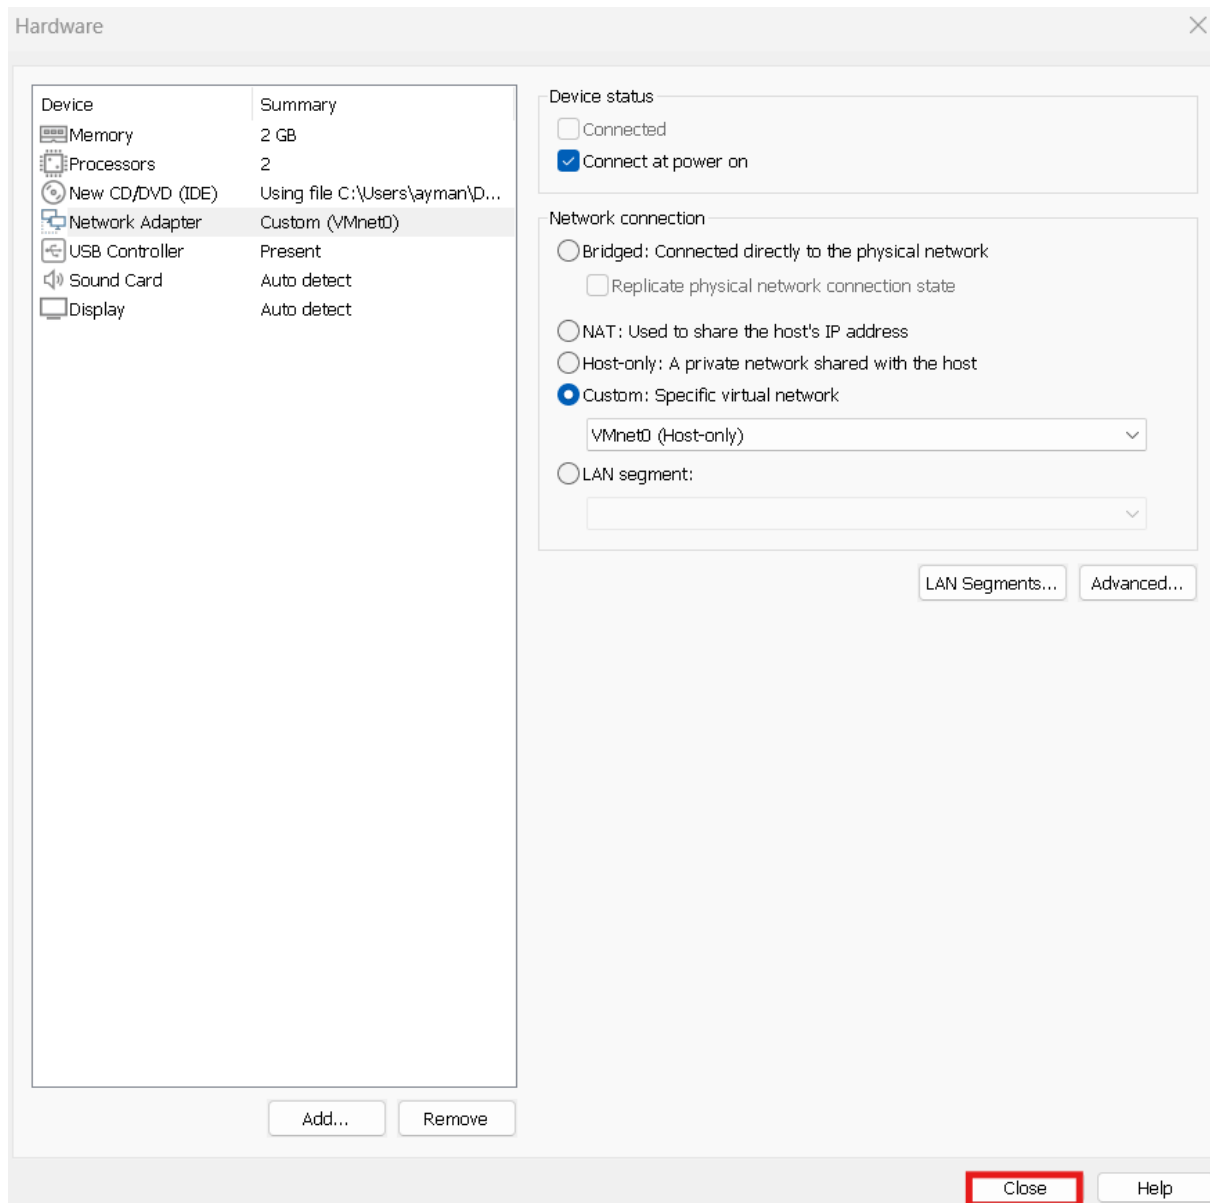 Hardware
Device Summary
Memory 2 GB
Processors 2
New CD/DVD (IDE) Using file C:\Users\ayman\D...
Network Adapter Custom (VMnet0)
USB Controller Present
Sound Card Auto detect
Display Auto detect
Add...
Remove
Device status
Connected
Connect at power on
Network connection
Bridged: Connected directly to the physical network
Replicate physical network connection state
NAT: Used to share the host's IP address
Host-only: A private network shared with the host
Custom: Specific virtual network
VMnet0 (Host-only)
LAN segment:
LAN Segments...
Advanced...
Close
Help